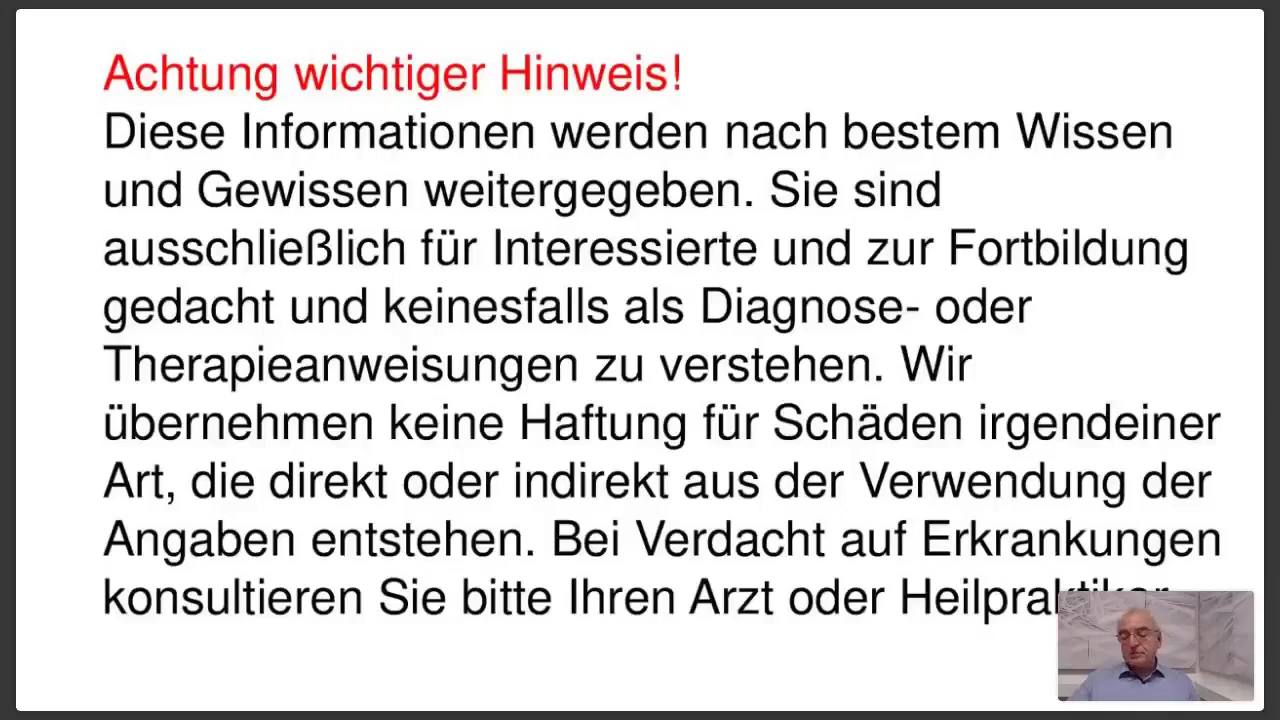 Achtung wichtiger Hinweis!
Diese Informationen werden nach bestem Wissen
und Gewissen weitergegeben. Sie sind
ausschließlich für Interessierte und zur Fortbildung
gedacht und keinesfalls als Diagnose- oder
Therapieanweisungen zu verstehen. Wir
übernehmen keine Haftung für Schäden irgendeiner
Art, die direkt oder indirekt aus der Verwendung der
Angaben entstehen. Bei Verdacht auf Erkrankungen
konsultieren Sie bitte Ihren Arzt oder Heilpraktiker